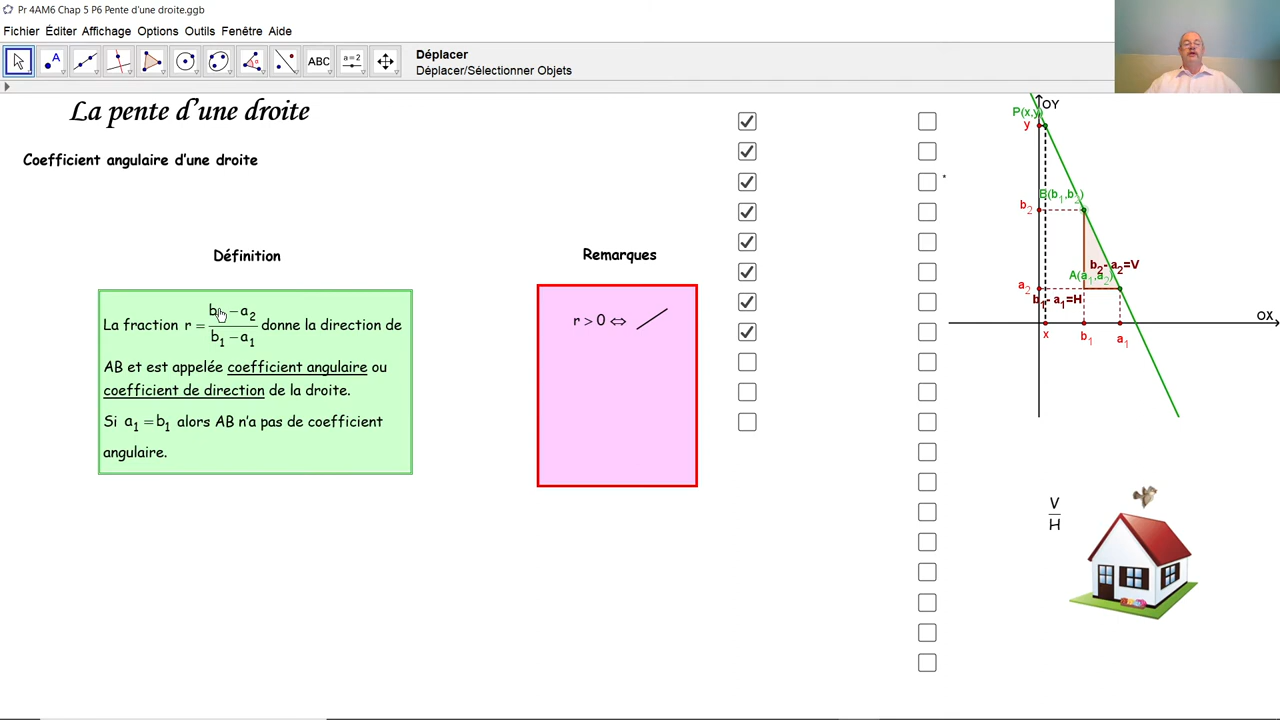 Pr 4AM6 Chap 5 P6 Pente d'une droite.ggb
Fichier Éditer Affichage Options Outils Fenêtre Aide
A
ABC
a=2
Déplacer
Déplacer/Sélectionner Objets
La pente d'une droite
Coefficient angulaire d'une droite
Définition
La fraction r = (b₂ − a₂)/(b₁ − a₁) donne la direction de
AB et est appelée coefficient angulaire ou
coefficient de direction de la droite.
Si a₁ = b₁ alors AB n'a pas de coefficient
angulaire.
Remarques
r > 0 ⇔
OY
P(x,y)
y
B(b₁,b₂)
b₂
b₂- a₂=V
A(a₁,a₂)
a₂
b₁- a₁=H
OX
x
b₁
a₁
V
H